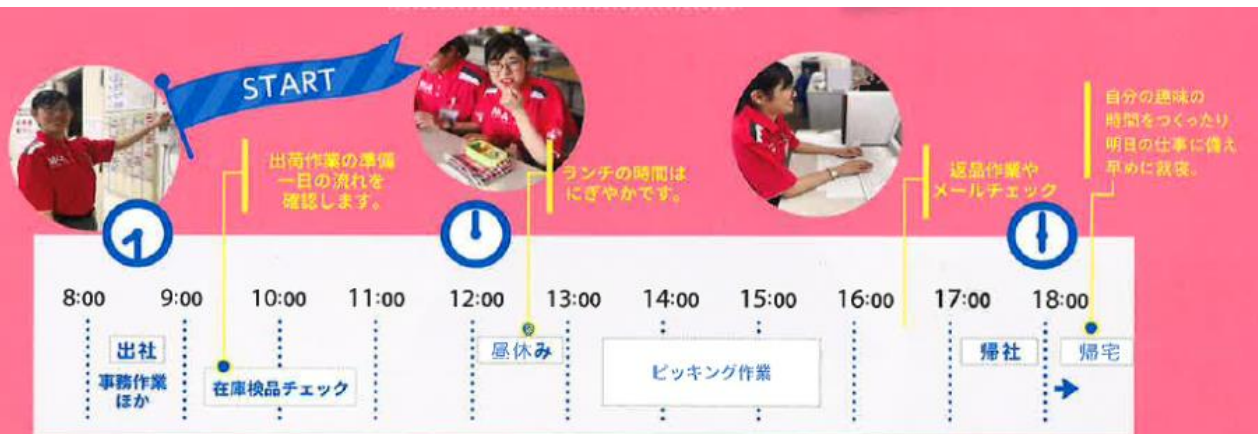 START
出荷作業の準備
一日の流れを
確認します。
ランチの時間は
にぎやかです。
返品作業や
メールチェック
自分の趣味の
時間をつくったり
明日の仕事に備え
早めに就寝。
8:00 9:00 10:00 11:00 12:00 13:00 14:00 15:00 16:00 17:00 18:00
出社
事務作業
ほか
在庫検品チェック
昼休み
ピッキング作業
帰社
帰宅